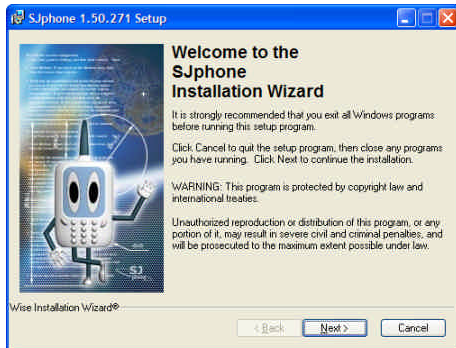 SJphone 1.50.271 Setup
Welcome to the
SJphone
Installation Wizard
It is strongly recommended that you exit all Windows programs
before running this setup program.
Click Cancel to quit the setup program, then close any programs
you have running. Click Next to continue the installation.
WARNING: This program is protected by copyright law and
international treaties.
Unauthorized reproduction or distribution of this program, or any
portion of it, may result in severe civil and criminal penalties, and
will be prosecuted to the maximum extent possible under law.
SJ
Wise Installation Wizard®
< Back
Next >
Cancel